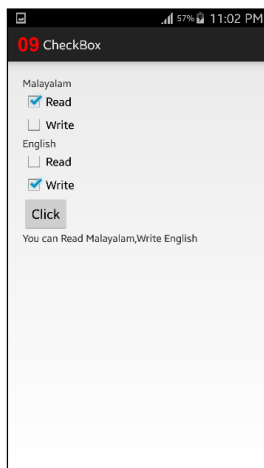 57% 11:02 PM
09 CheckBox
Malayalam
Read
Write
English
Read
Write
Click
You can Read Malayalam,Write English